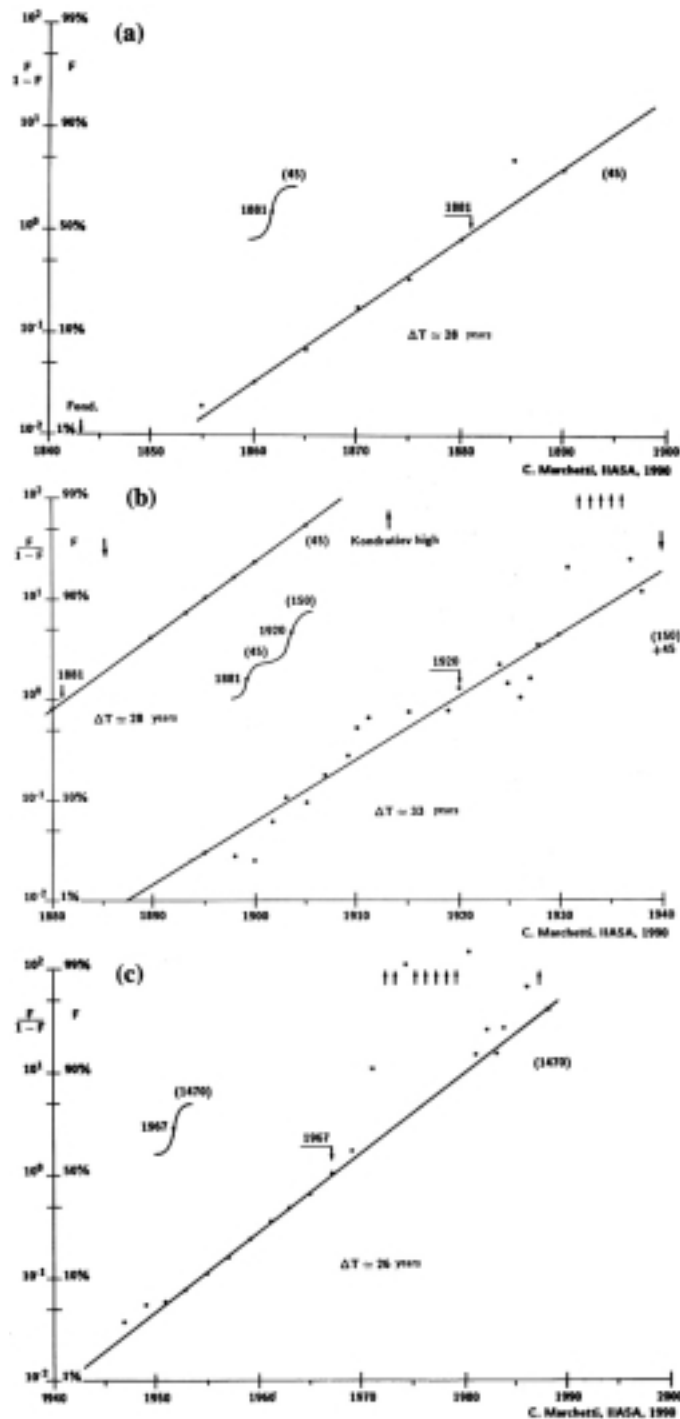 (a)
10² 99%
F
1-F
F
10¹ 90%
(45)
1881
(45)
1881
10⁰ 50%
10⁻¹ 10%
ΔT ≃ 28 years
Fond.
10⁻² 1%
1840 1850 1860 1870 1880 1890 1900
C. Marchetti, IIASA, 1990
(b)
10² 99%
F
1-F
F
(45)
Kondratiev high
10¹ 90%
(150)
1920
(45)
1881
1881
1920
(150)
+45
10⁰
ΔT = 28 years
10⁻¹ 10%
ΔT = 33 years
10⁻² 1%
1880 1890 1900 1910 1920 1930 1940
C. Marchetti, IIASA, 1990
(c)
10² 99%
F
1-F
F
10¹ 90%
(1470)
(1470)
1967
1967
10⁰ 50%
10⁻¹ 10%
ΔT = 26 years
10⁻² 1%
1940 1950 1960 1970 1980 1990 2000
C. Marchetti, IIASA, 1990